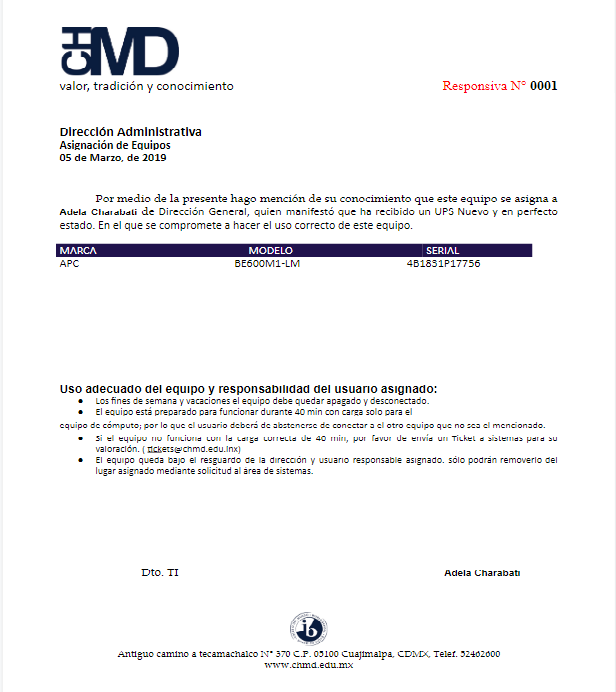 CHMD
valor, tradición y conocimiento
Responsiva N° 0001
Dirección Administrativa
Asignación de Equipos
05 de Marzo, de 2019
Por medio de la presente hago mención de su conocimiento que este equipo se asigna a
Adela Charabati de Dirección General, quien manifestó que ha recibido un UPS Nuevo y en perfecto
estado. En el que se compromete a hacer el uso correcto de este equipo.
MARCA MODELO SERIAL
APC BE600M1-LM 4B1831P17756
Uso adecuado del equipo y responsabilidad del usuario asignado:
• Los fines de semana y vacaciones el equipo debe quedar apagado y desconectado.
• El equipo está preparado para funcionar durante 40 min con carga solo para el
equipo de cómputo; por lo que el usuario deberá de abstenerse de conectar a el otro equipo que no sea el mencionado.
• Si el equipo no funciona con la carga correcta de 40 min, por favor de envía un Ticket a sistemas para su
valoración. ( tickets@chmd.edu.mx)
• El equipo queda bajo el resguardo de la dirección y usuario responsable asignado. sólo podrán removerlo del
lugar asignado mediante solicitud al área de sistemas.
Dto. TI
Adela Charabati
ib
Antiguo camino a tecamachalco N° 370 C.P. 05100 Cuajimalpa, CDMX, Telef. 52462600
www.chmd.edu.mx